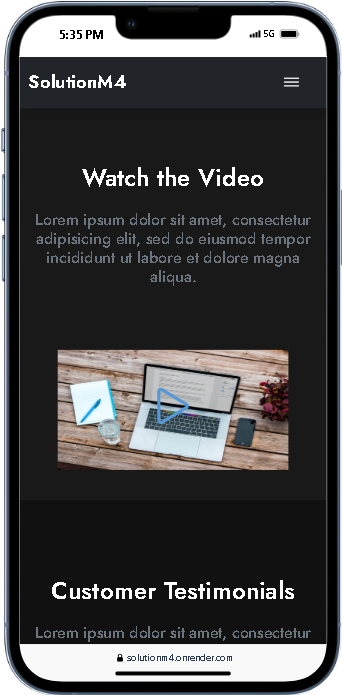 5:35 PM 5G
SolutionM4
Watch the Video
Lorem ipsum dolor sit amet, consectetur
adipisicing elit, sed do eiusmod tempor
incididunt ut labore et dolore magna
aliqua.
Customer Testimonials
Lorem ipsum dolor sit amet, consectetur
solutionm4.onrender.com